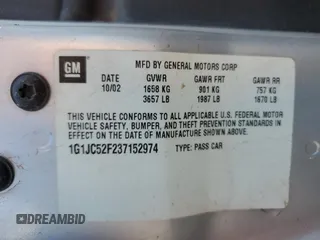 GM
MFD BY GENERAL MOTORS CORP
DATE GVWR GAWR FRT GAWR RR
10/02 1658 KG 901 KG 757 KG
3657 LB 1987 LB 1670 LB
THIS VEHICLE CONFORMS TO ALL APPLICABLE U.S. FEDERAL MOTOR
VEHICLE SAFETY, BUMPER, AND THEFT PREVENTION STANDARDS
IN EFFECT ON THE DATE OF MANUFACTURE SHOWN ABOVE.
1G1JC52F237152974 TYPE: PASS CAR
DREAMBID